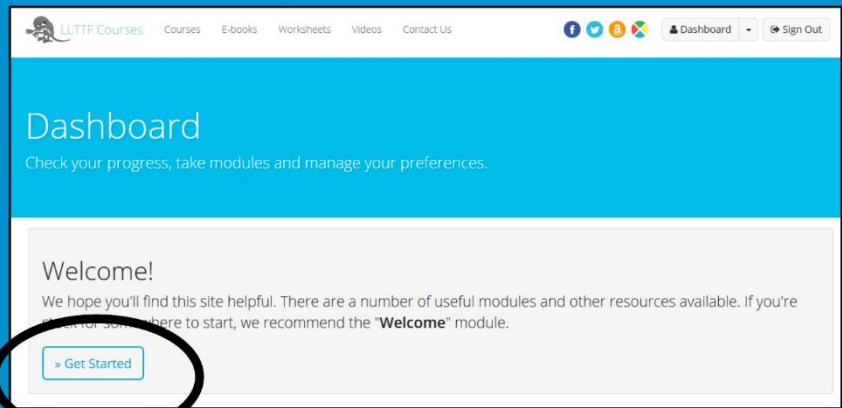 LLTTF Courses Courses E-books Worksheets Videos Contact Us Dashboard Sign Out
Dashboard
Check your progress, take modules and manage your preferences.
Welcome!
We hope you'll find this site helpful. There are a number of useful modules and other resources available. If you're
stuck for somewhere to start, we recommend the "Welcome" module.
» Get Started